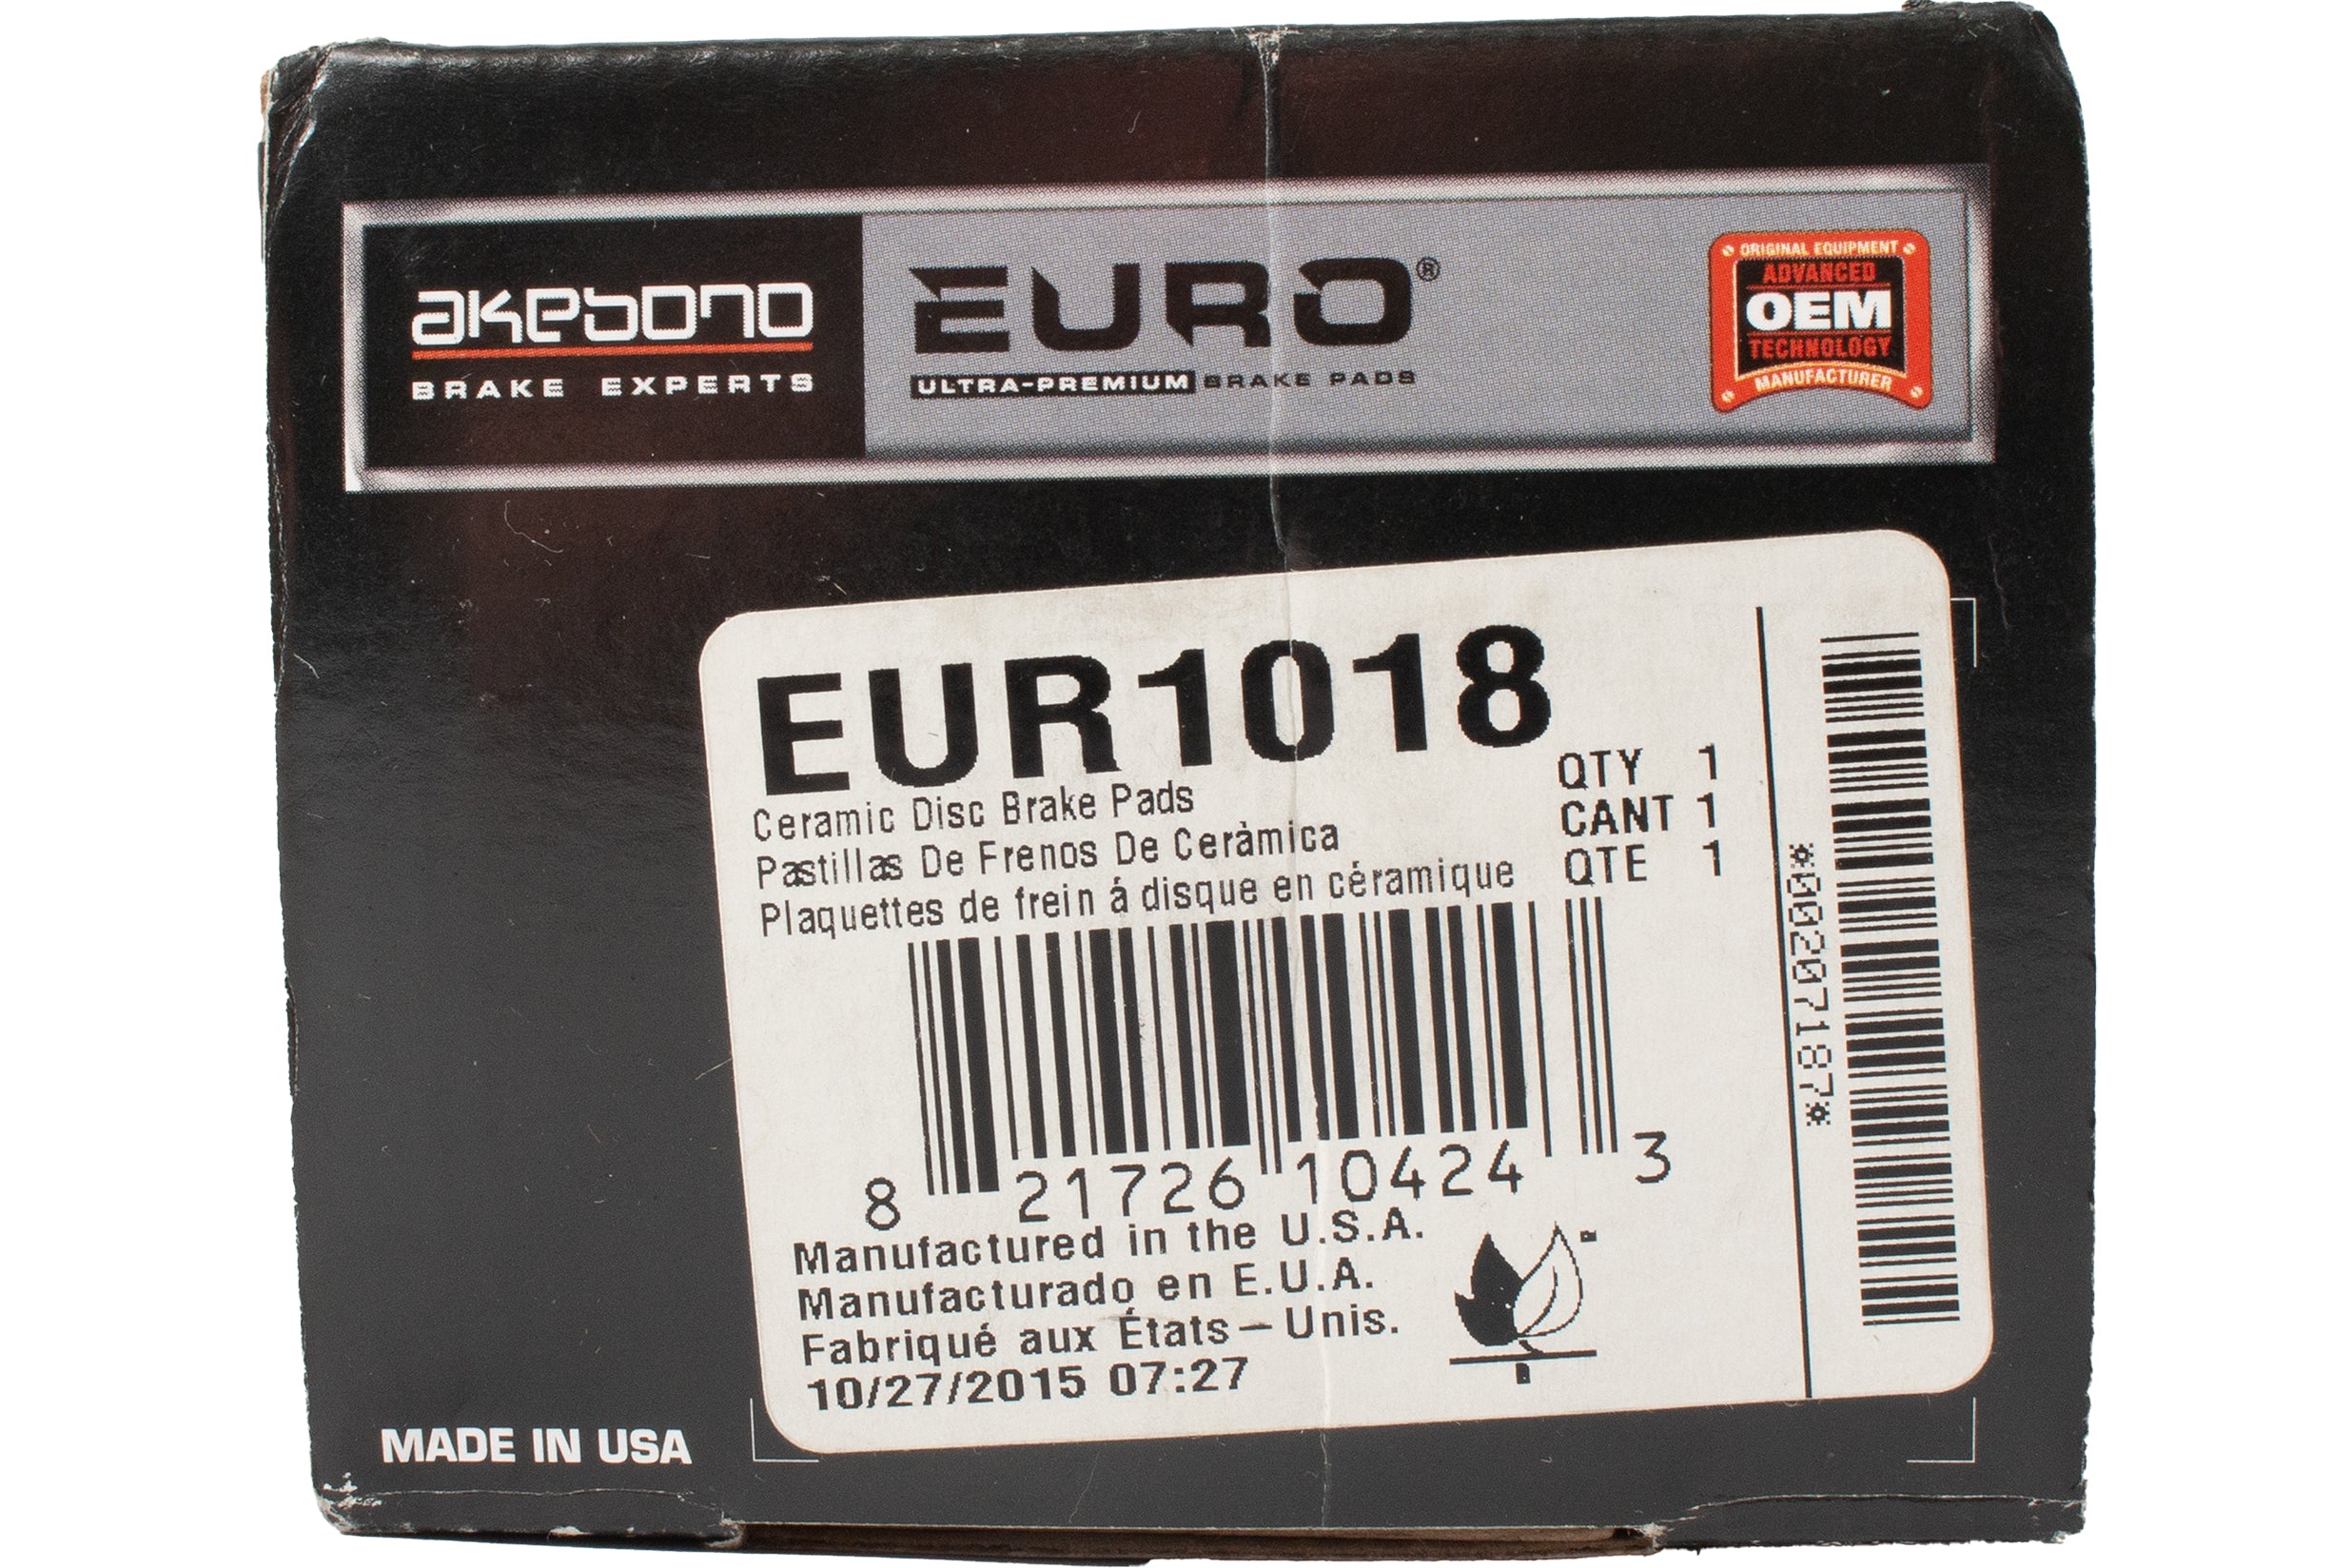 akebono
BRAKE EXPERTS
EURO®
ULTRA-PREMIUM BRAKE PADS
ORIGINAL EQUIPMENT
ADVANCED
OEM
TECHNOLOGY
MANUFACTURER
EUR1018
Ceramic Disc Brake Pads
Pastillas De Frenos De Ceràmica
Plaquettes de frein á disque en céramique
QTY 1
CANT 1
QTE 1
8 21726 10424 3
*000207187*
Manufactured in the U.S.A.
Manufacturado en E.U.A.
Fabriqué aux États-Unis.
10/27/2015 07:27
MADE IN USA